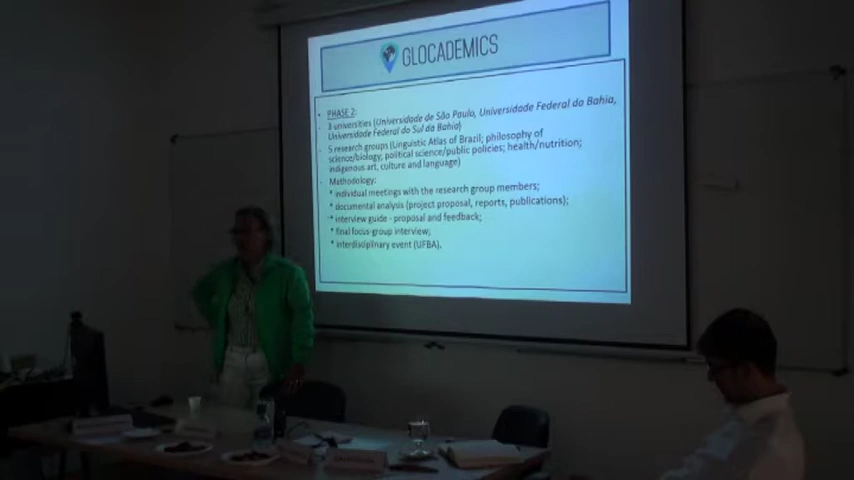 GLOCADEMICS
• PHASE 2:
- 3 universities (Universidade de São Paulo, Universidade Federal da Bahia,
Universidade Federal do Sul da Bahia)
- 5 research groups (Linguistic Atlas of Brazil; philosophy of
science/biology; political science/public policies; health/nutrition;
indigenous art, culture and language)
- Methodology:
* individual meetings with the research group members;
* documental analysis (project proposal, reports, publications);
* interview guide - proposal and feedback;
* final focus-group interview;
* interdisciplinary event (UFBA).